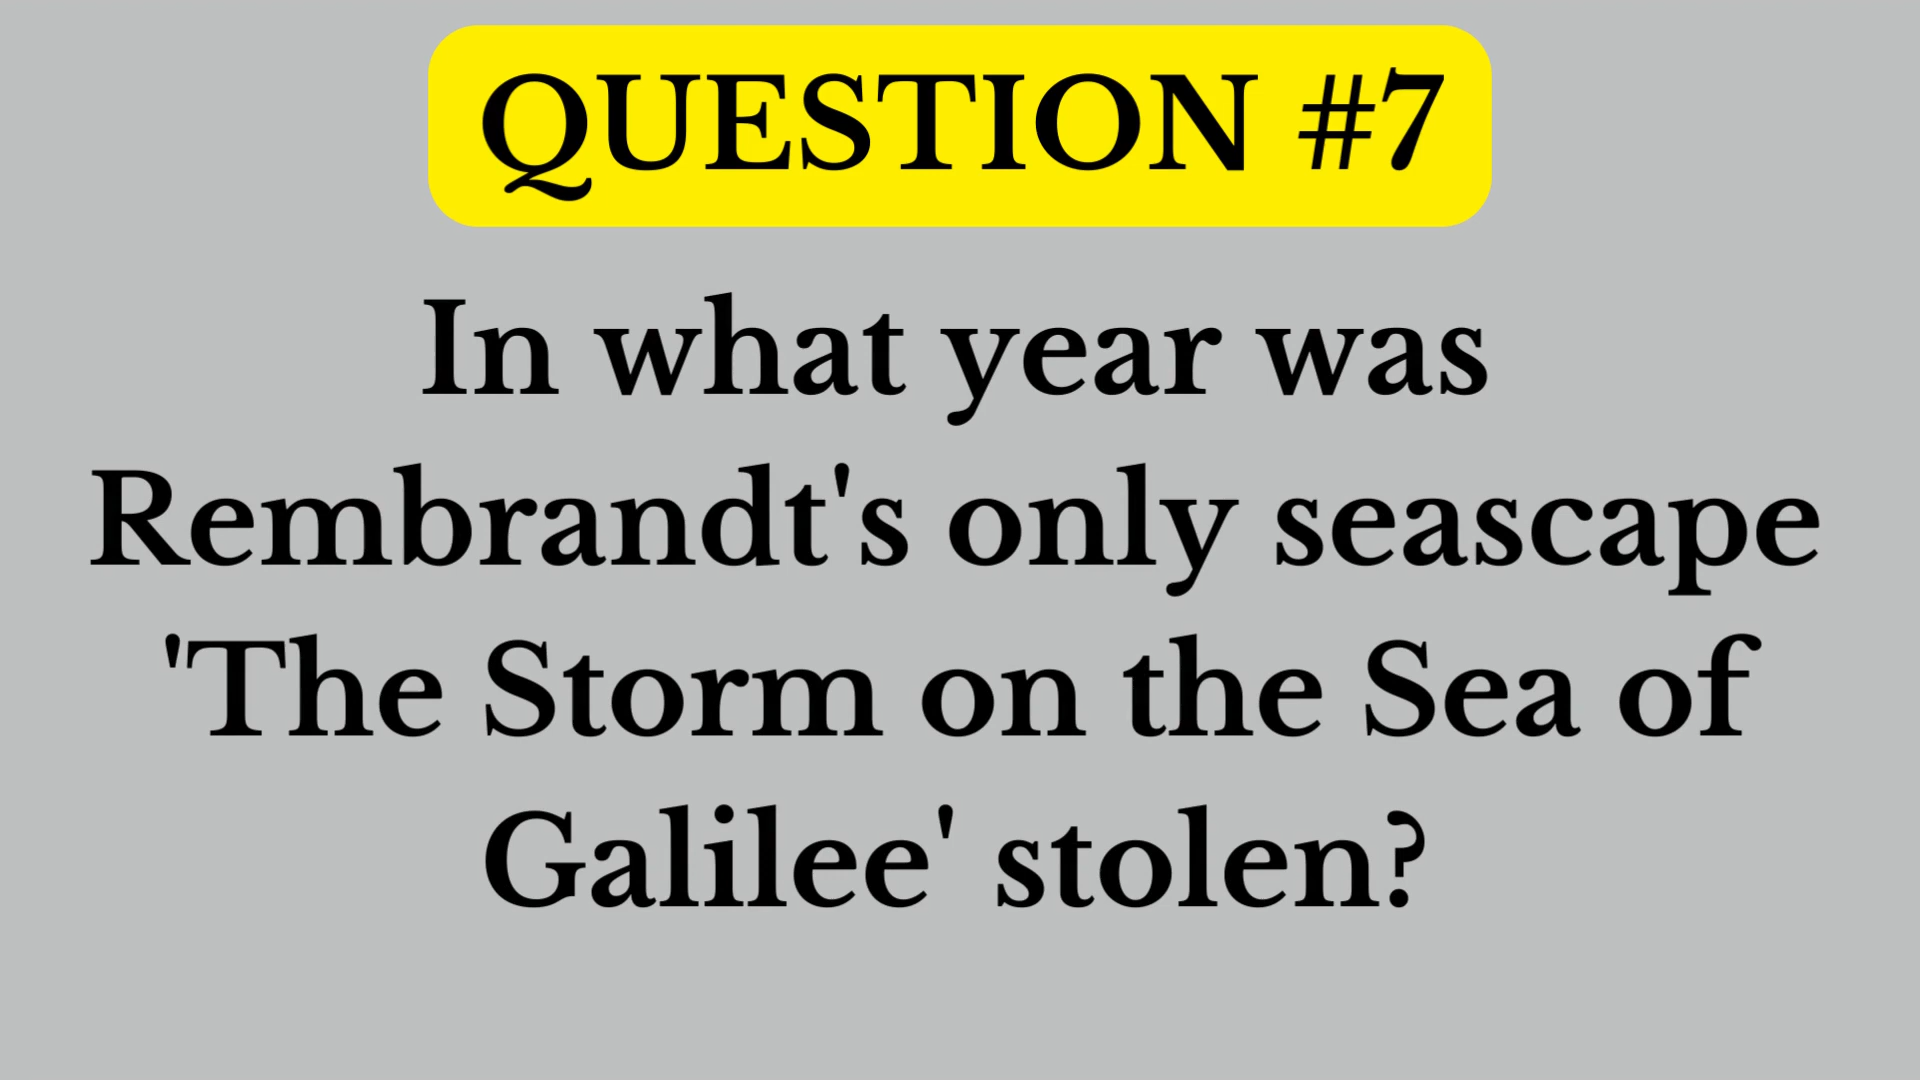 QUESTION #7
In what year was
Rembrandt's only seascape
'The Storm on the Sea of
Galilee' stolen?